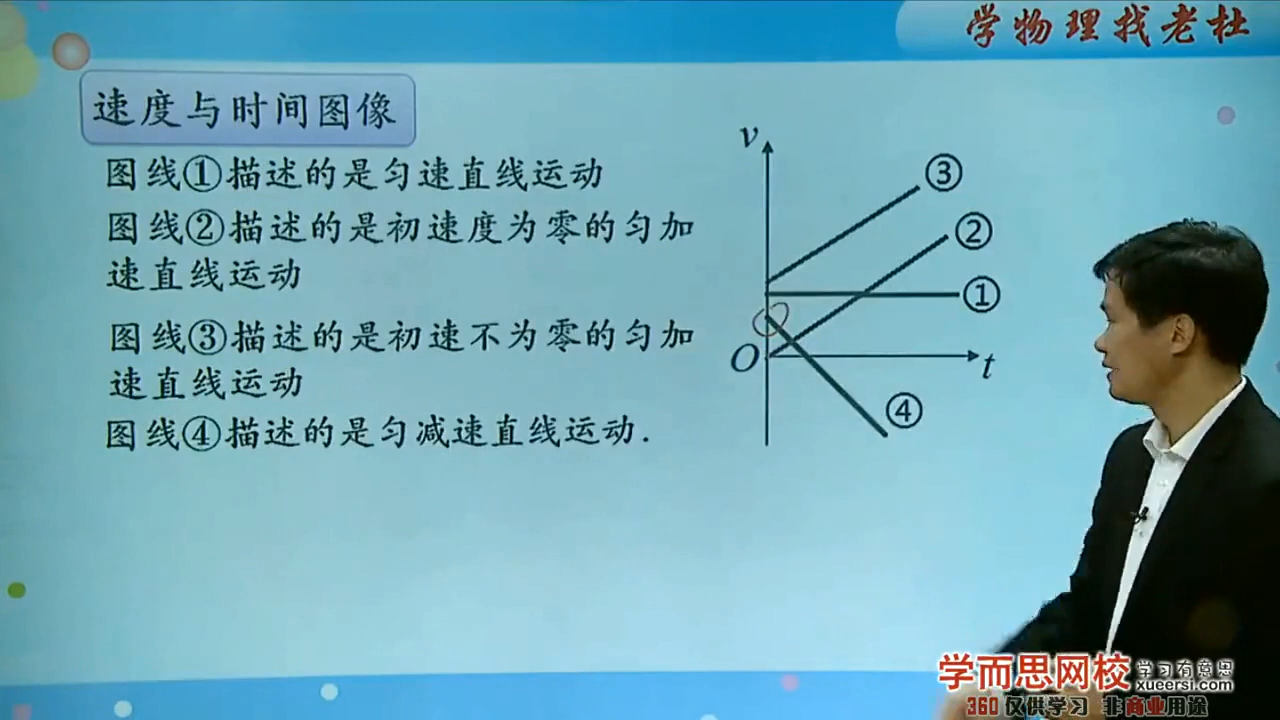 学物理找老杜
速度与时间图像
图线①描述的是匀速直线运动
图线②描述的是初速度为零的匀加
速直线运动
图线③描述的是初速不为零的匀加
速直线运动
图线④描述的是匀减速直线运动.
v
③
②
①
O
t
④
学而思网校 学习有意思
xueersi.com
360 仅供学习 非商业用途